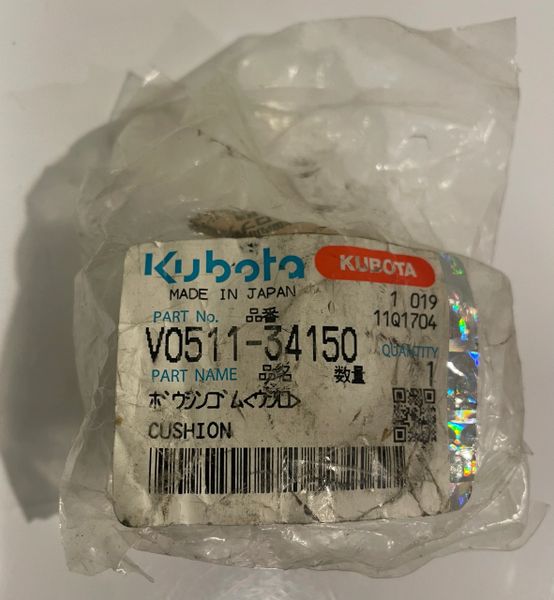 Kubota KUBOTA
MADE IN JAPAN 1 019
PART No. 品番 11Q1704
V0511-34150 QUANTITY
PART NAME 品名 数量 1
ボウシンゴム<ウシロ>
CUSHION